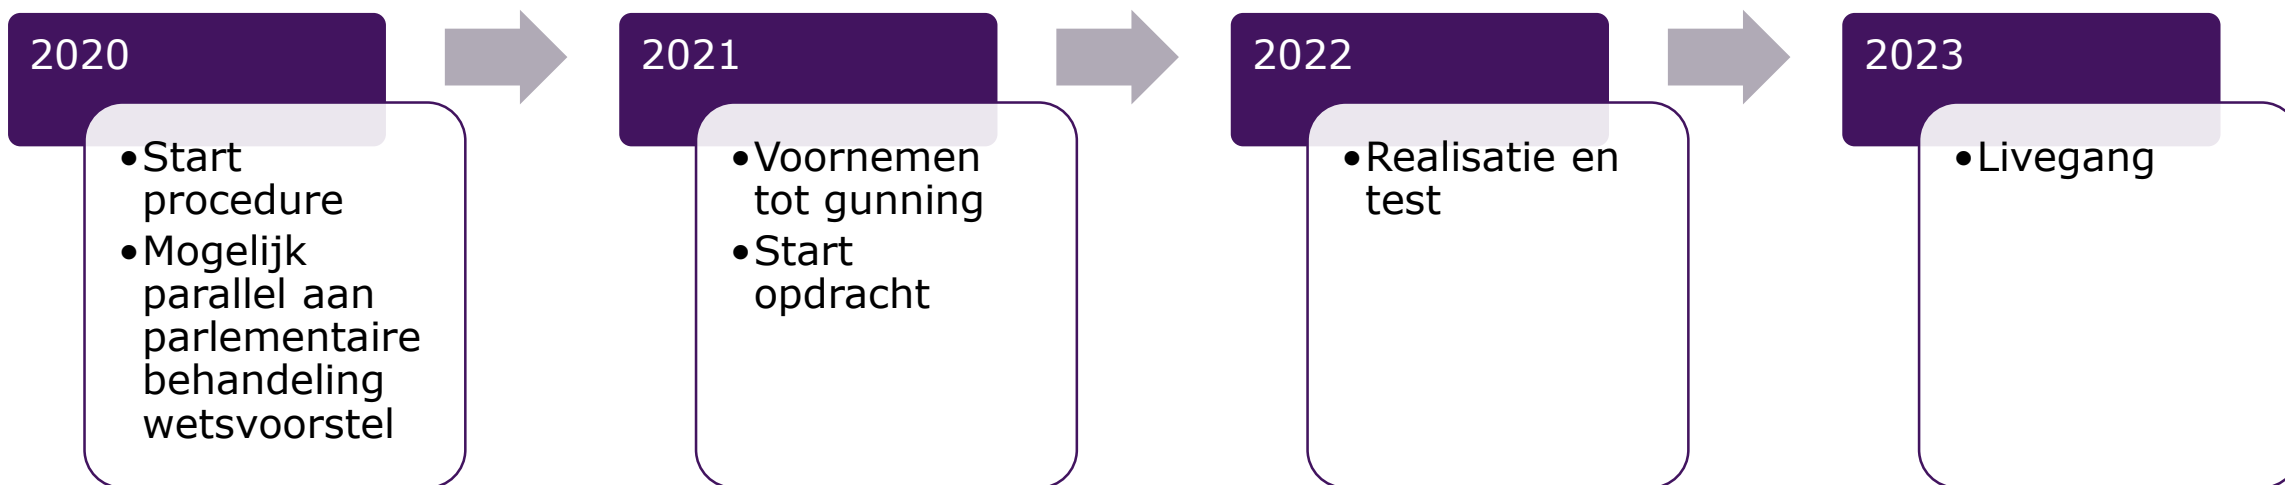 2020
•Start
procedure
•Mogelijk
parallel aan
parlementaire
behandeling
wetsvoorstel
2021
•Voornemen
tot gunning
•Start
opdracht
2022
•Realisatie en
test
2023
•Livegang